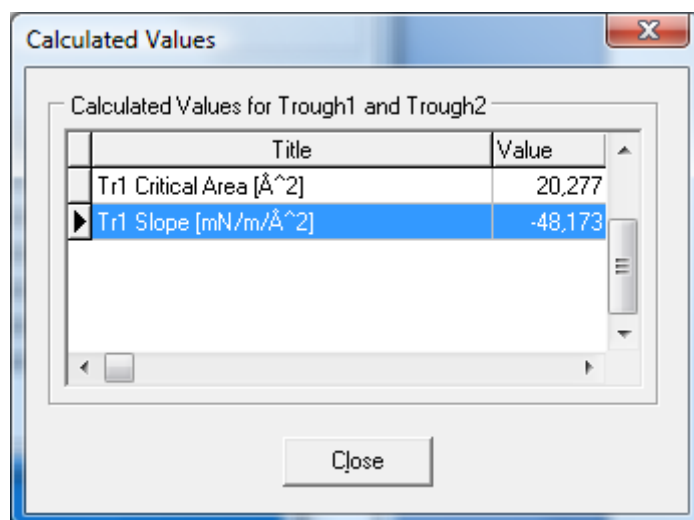 Calculated Values
Calculated Values for Trough1 and Trough2
Title Value
Tr1 Critical Area [Å^2] 20,277
Tr1 Slope [mN/m/Å^2] -48,173
Close